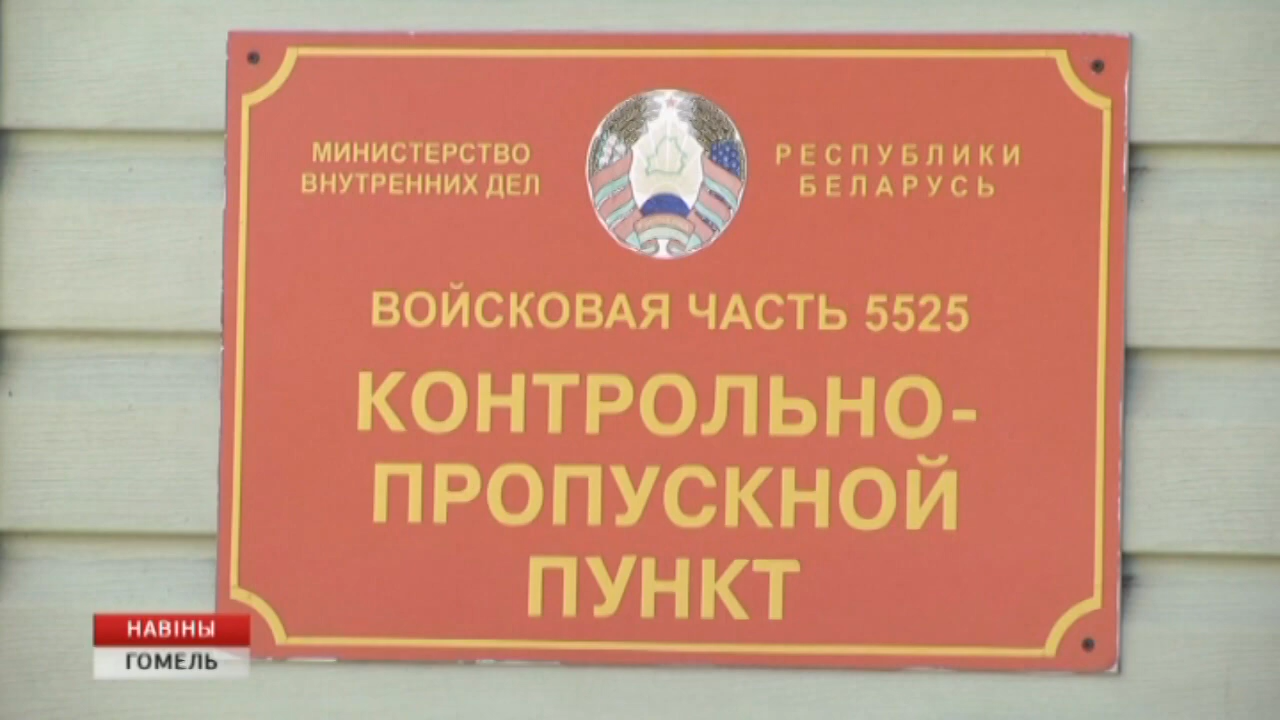 МИНИСТЕРСТВО
ВНУТРЕННИХ ДЕЛ
РЕСПУБЛИКИ
БЕЛАРУСЬ
ВОЙСКОВАЯ ЧАСТЬ 5525
КОНТРОЛЬНО-
ПРОПУСКНОЙ
ПУНКТ
НАВІНЫ
ГОМЕЛЬ